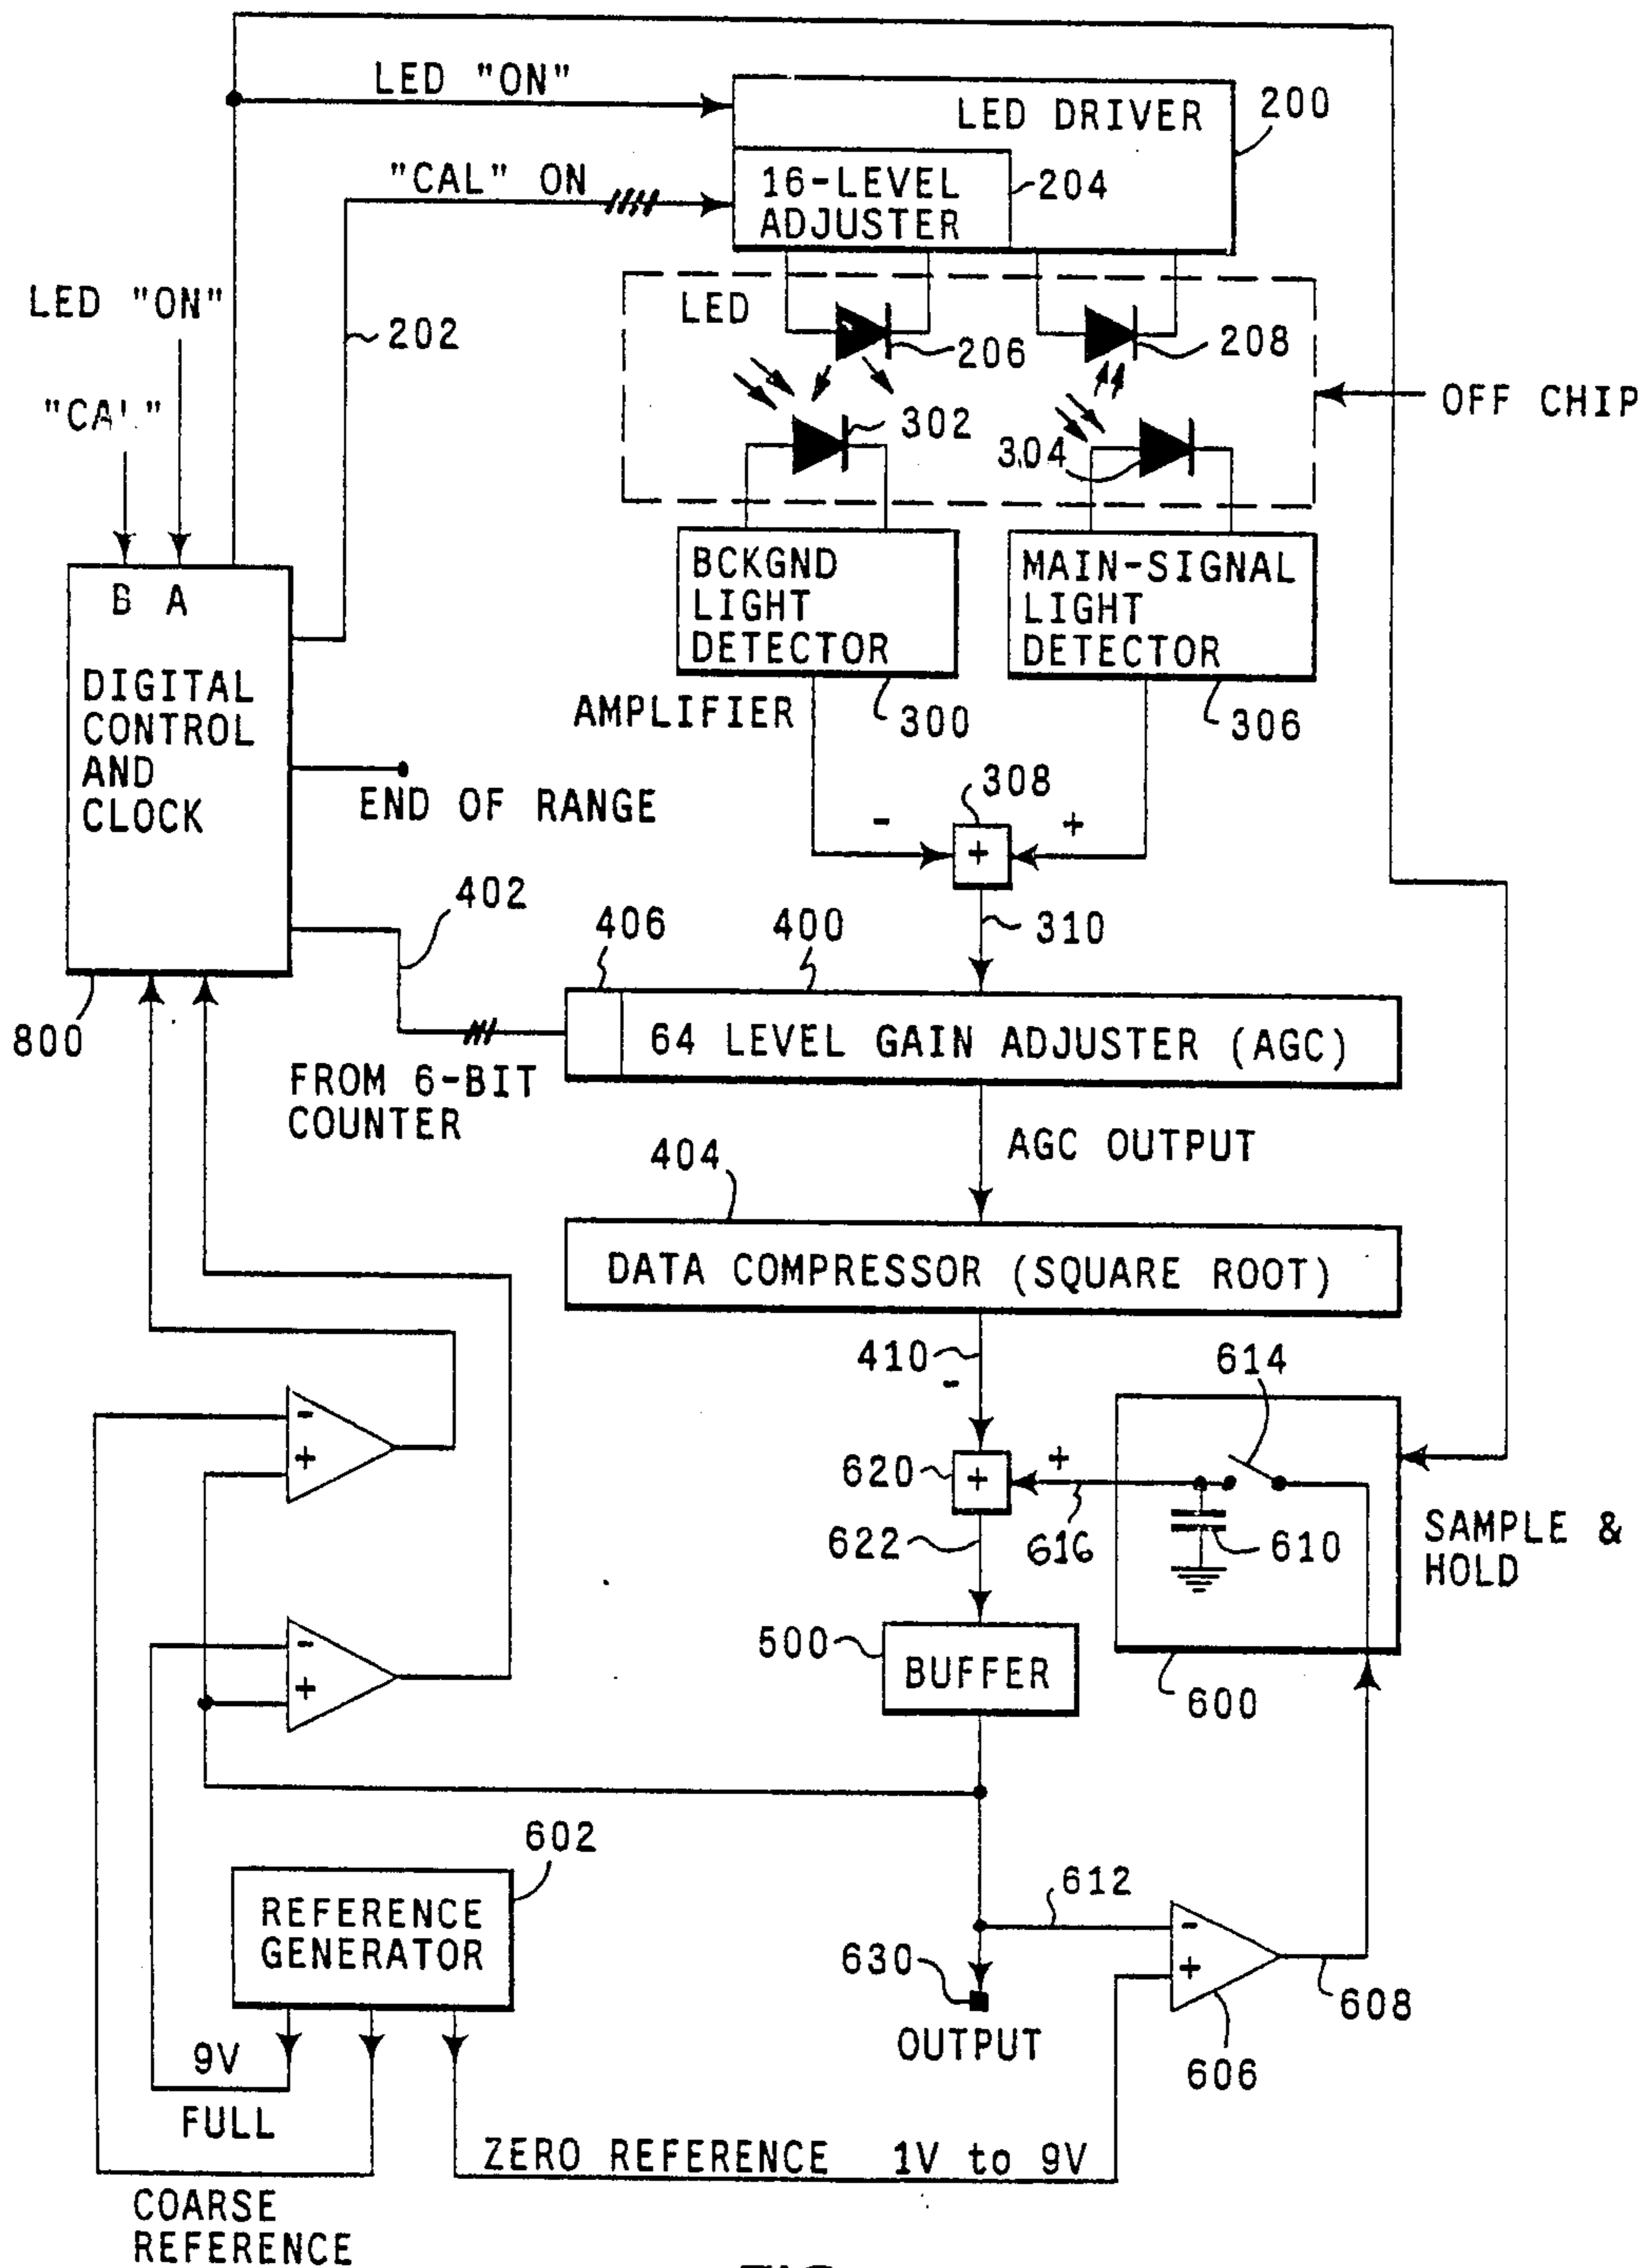 LED "ON"
LED DRIVER
200
"CAL" ON
16-LEVEL
ADJUSTER
204
LED "ON"
202
LED
206
208
"CA'"
302
304
OFF CHIP
B A
BCKGND
LIGHT
DETECTOR
MAIN-SIGNAL
LIGHT
DETECTOR
DIGITAL
CONTROL
AND
CLOCK
AMPLIFIER
300
306
END OF RANGE
308
-
+
+
402
406
400
310
800
64 LEVEL GAIN ADJUSTER (AGC)
FROM 6-BIT
COUNTER
AGC OUTPUT
404
DATA COMPRESSOR (SQUARE ROOT)
410
-
614
-
+
620
+
+
622
616
610
SAMPLE &
HOLD
500
BUFFER
600
-
+
602
REFERENCE
GENERATOR
612
-
+
630
608
OUTPUT
606
9V
FULL
ZERO REFERENCE 1V to 9V
COARSE
REFERENCE